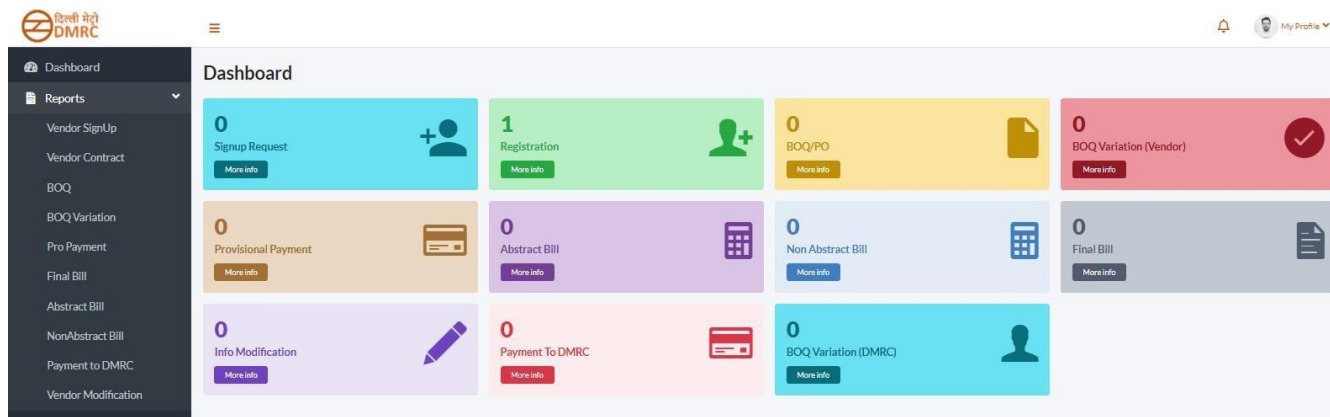 दिल्ली मेट्रो
DMRC
My Profile
Dashboard
Reports
Vendor SignUp
Vendor Contract
BOQ
BOQ Variation
Pro Payment
Final Bill
Abstract Bill
NonAbstract Bill
Payment to DMRC
Vendor Modification
Dashboard
0
Signup Request
More info
1
Registration
More info
0
BOQ/PO
More info
0
BOQ Variation (Vendor)
More info
0
Provisional Payment
More info
0
Abstract Bill
More info
0
Non Abstract Bill
More info
0
Final Bill
More info
0
Info Modification
More info
0
Payment To DMRC
More info
0
BOQ Variation (DMRC)
More info